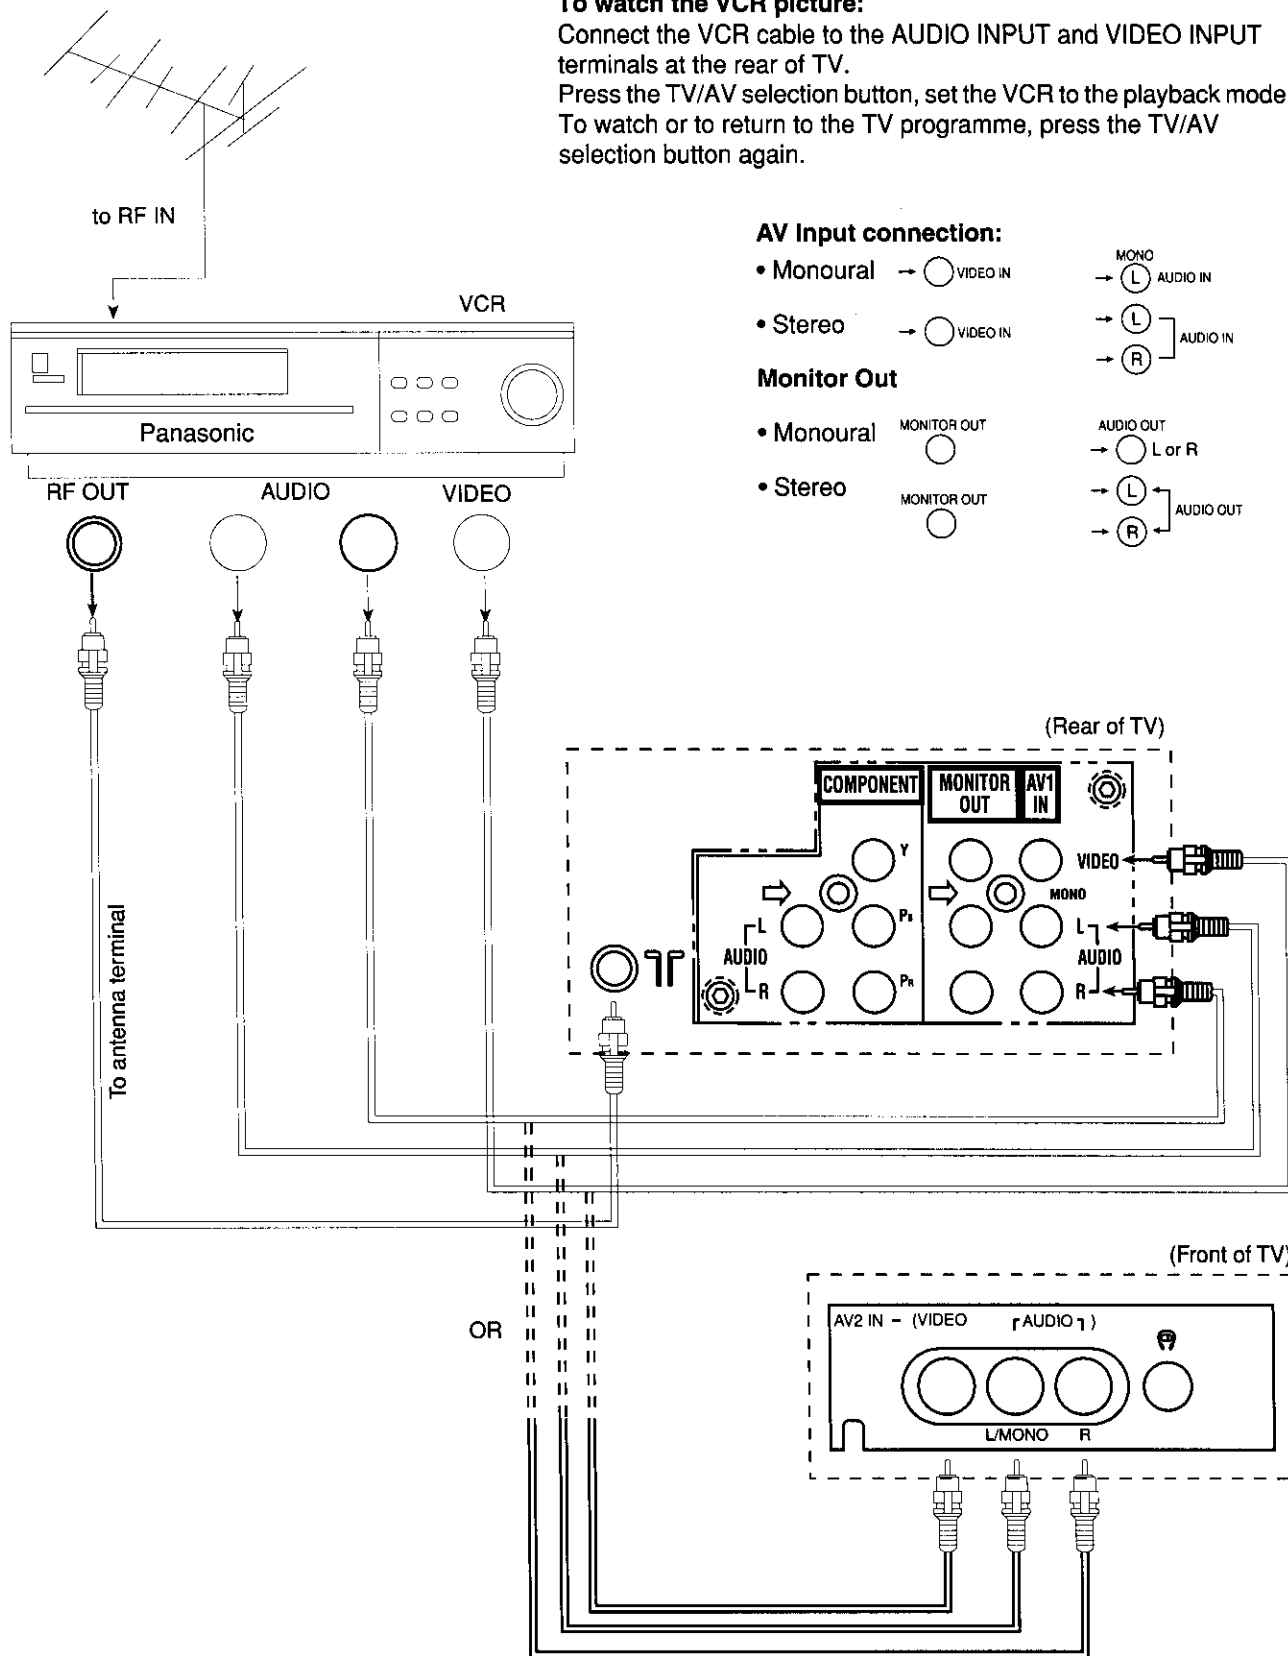 To watch the VCR picture:
Connect the VCR cable to the AUDIO INPUT and VIDEO INPUT
terminals at the rear of TV.
Press the TV/AV selection button, set the VCR to the playback mode
To watch or to return to the TV programme, press the TV/AV
selection button again.
to RF IN
VCR
Panasonic
RF OUT
AUDIO
VIDEO
AV Input connection:
• Monoural → VIDEO IN MONO → L AUDIO IN
• Stereo → VIDEO IN → L → R AUDIO IN
Monitor Out
• Monoural MONITOR OUT AUDIO OUT → L or R
• Stereo MONITOR OUT → L → R AUDIO OUT
(Rear of TV)
COMPONENT
MONITOR OUT
AV1 IN
Y
VIDEO
MONO
L
PB
L
AUDIO
AUDIO
R
PR
R
To antenna terminal
OR
(Front of TV)
AV2 IN - (VIDEO AUDIO )
L/MONO R